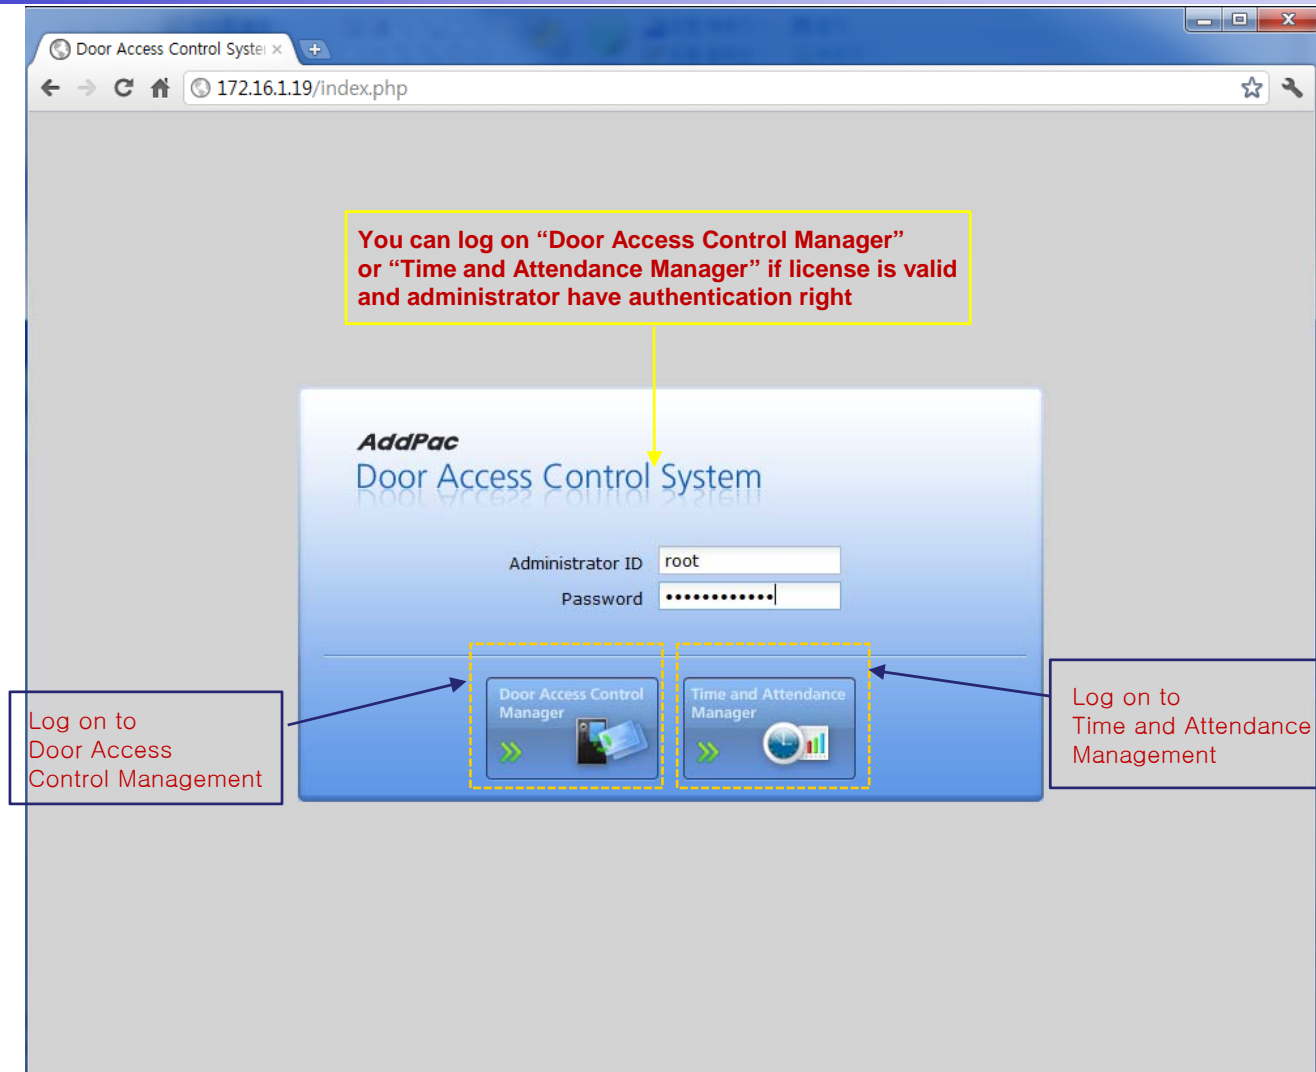 Door Access Control Syster
172.16.1.19/index.php
You can log on “Door Access Control Manager”
or “Time and Attendance Manager” if license is valid
and administrator have authentication right
AddPac
Door Access Control System
Administrator ID root
Password ••••••••••••
Door Access Control
Manager
Time and Attendance
Manager
Log on to
Door Access
Control Management
Log on to
Time and Attendance
Management